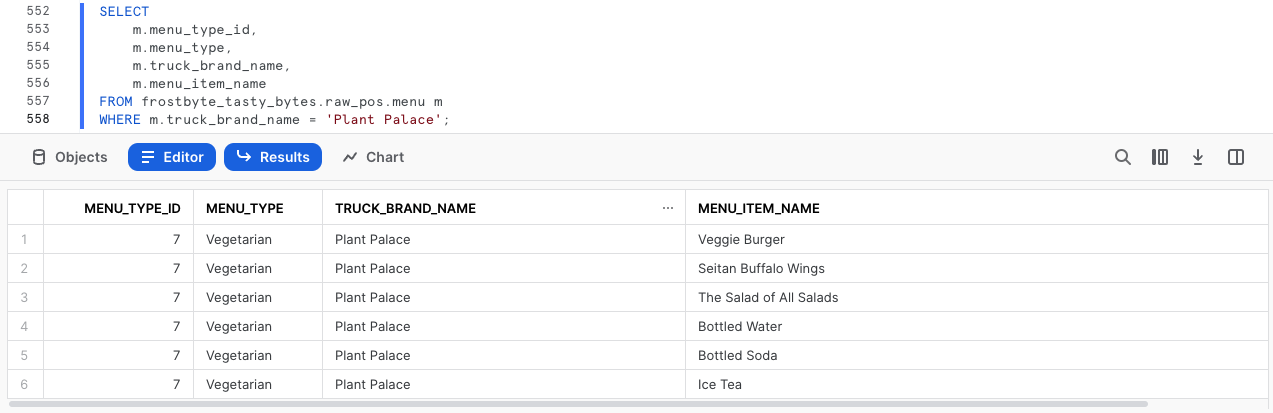 552 SELECT
553 m.menu_type_id,
554 m.menu_type,
555 m.truck_brand_name,
556 m.menu_item_name
557 FROM frostbyte_tasty_bytes.raw_pos.menu m
558 WHERE m.truck_brand_name = 'Plant Palace';
Objects Editor Results Chart
MENU_TYPE_ID MENU_TYPE TRUCK_BRAND_NAME ... MENU_ITEM_NAME
1 7 Vegetarian Plant Palace Veggie Burger
2 7 Vegetarian Plant Palace Seitan Buffalo Wings
3 7 Vegetarian Plant Palace The Salad of All Salads
4 7 Vegetarian Plant Palace Bottled Water
5 7 Vegetarian Plant Palace Bottled Soda
6 7 Vegetarian Plant Palace Ice Tea